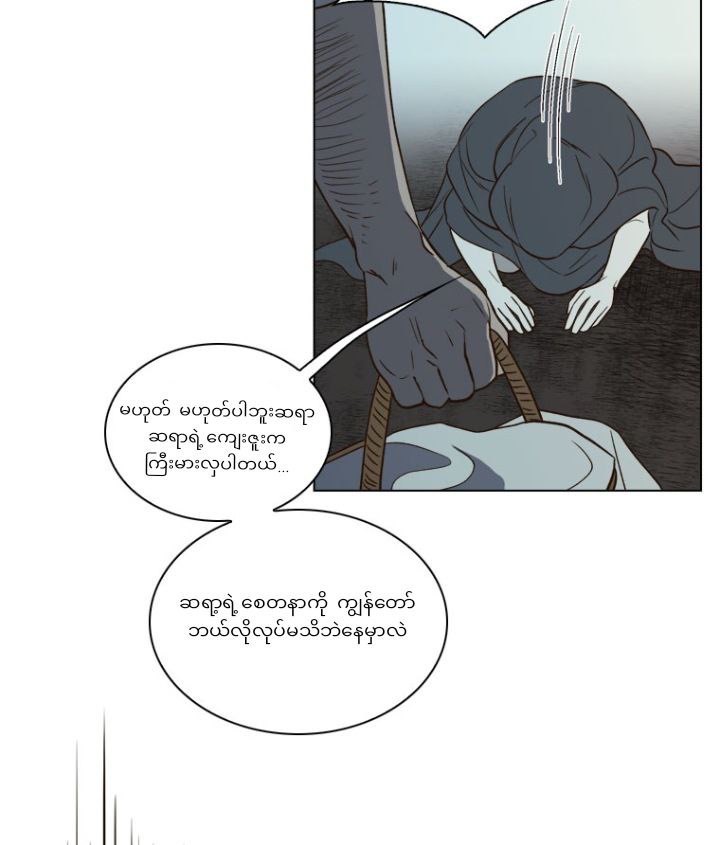 မဟုတ် မဟုတ်ပါဘူးဆရာ
ဆရာရဲ့ကျေးဇူးက
ကြီးမားလှပါတယ်...
ဆရာ့ရဲ့စေတနာကို ကျွန်တော်
ဘယ်လိုလုပ်မသိဘဲနေမှာလဲ